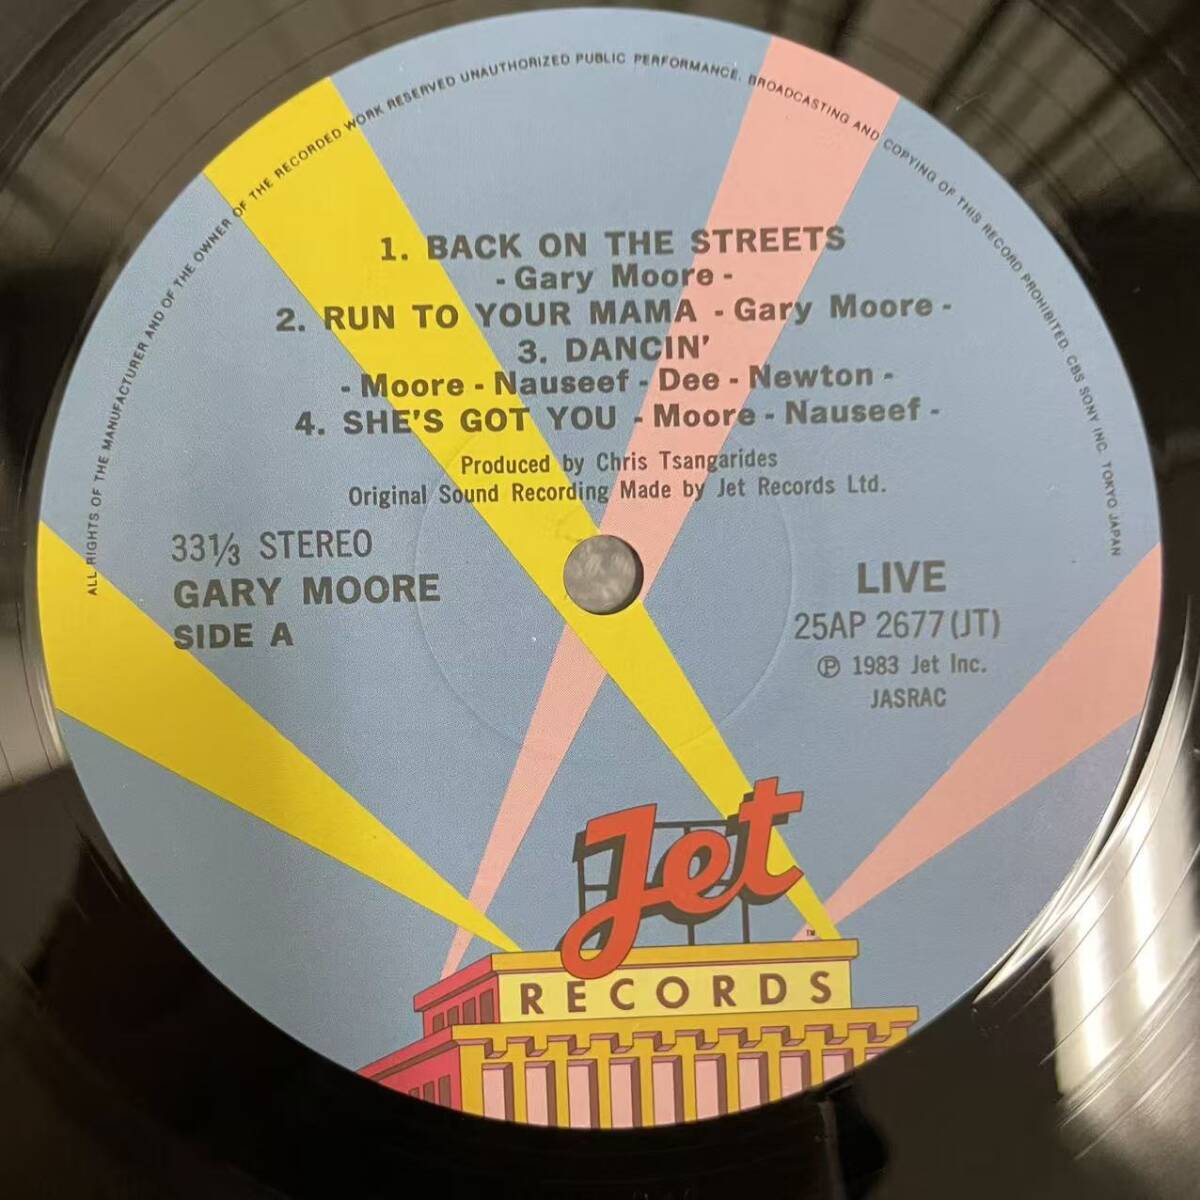 ALL RIGHTS OF THE MANUFACTURER AND OF THE OWNER OF THE RECORDED WORK RESERVED UNAUTHORIZED PUBLIC PERFORMANCE. BROADCASTING AND COPYING OF THIS RECORD PROHIBITED. CBS SONY INC. TOKYO JAPAN
1. BACK ON THE STREETS
- Gary Moore -
2. RUN TO YOUR MAMA - Gary Moore -
3. DANCIN'
- Moore - Nauseef - Dee - Newton -
4. SHE'S GOT YOU - Moore - Nauseef -
Produced by Chris Tsangarides
Original Sound Recording Made by Jet Records Ltd.
33⅓ STEREO
GARY MOORE
SIDE A
LIVE
25AP 2677(JT)
Ⓟ 1983 Jet Inc.
JASRAC
Jet
TM
RECORDS